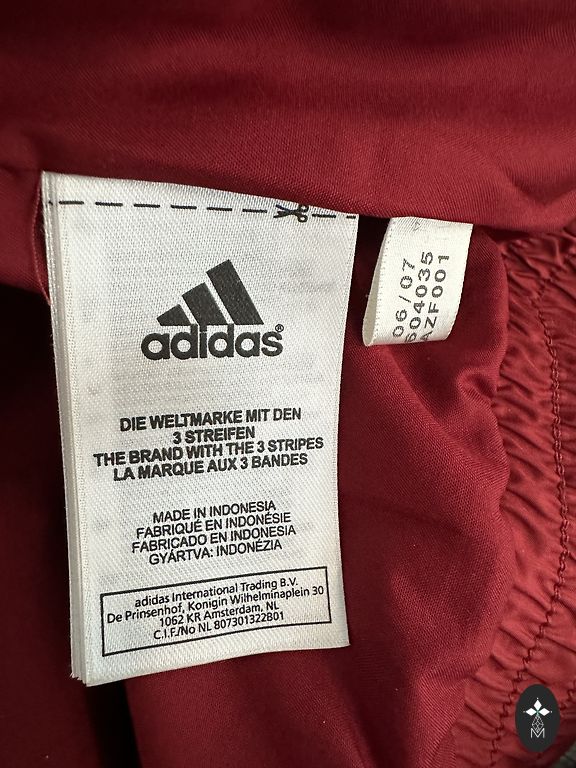 adidas®
DIE WELTMARKE MIT DEN
3 STREIFEN
THE BRAND WITH THE 3 STRIPES
LA MARQUE AUX 3 BANDES
MADE IN INDONESIA
FABRIQUÉ EN INDONÉSIE
FABRICADO EN INDONESIA
GYÁRTVA: INDONÉZIA
adidas International Trading B.V.
De Prinsenhof, Konigin Wilhelminaplein 30
1062 KR Amsterdam, NL
C.I.F./No NL 807301322B01
06/07
604035
AZF001
M